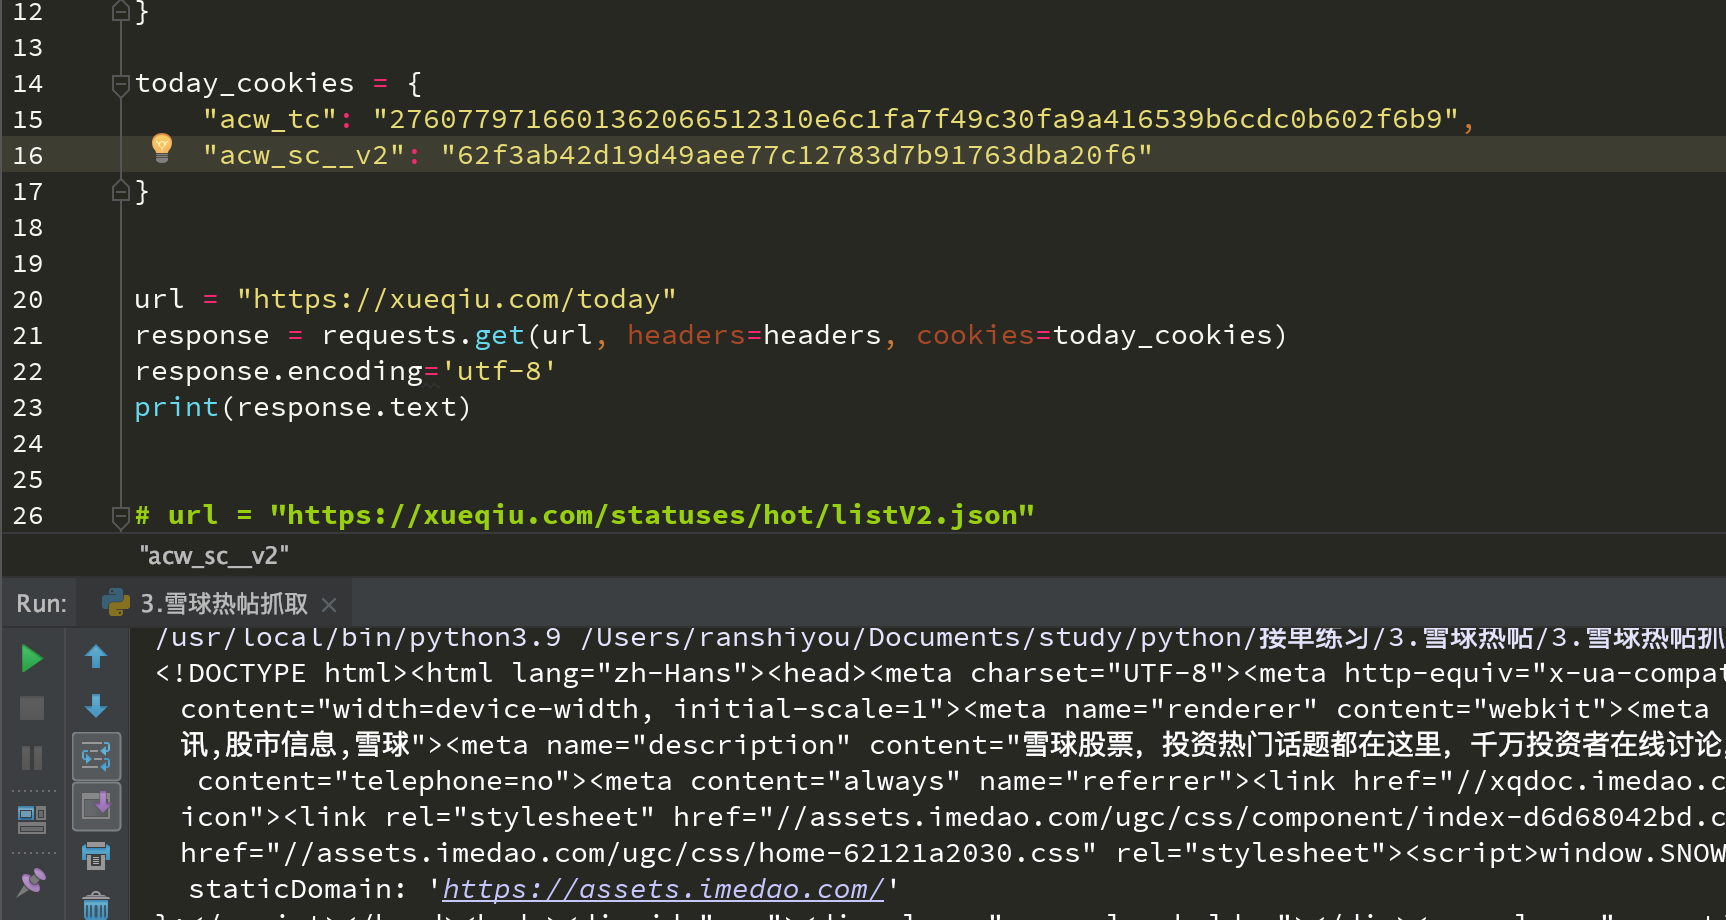 12 }
13
14 today_cookies = {
15 "acw_tc": "2760779716601362066512310e6c1fa7f49c30fa9a416539b6cdc0b602f6b9",
16 "acw_sc__v2": "62f3ab42d19d49aee77c12783d7b91763dba20f6"
17 }
18
19
20 url = "https://xueqiu.com/today"
21 response = requests.get(url, headers=headers, cookies=today_cookies)
22 response.encoding='utf-8'
23 print(response.text)
24
25
26 # url = "https://xueqiu.com/statuses/hot/listV2.json"
"acw_sc__v2"
Run: 3.雪球热帖抓取
/usr/local/bin/python3.9 /Users/ranshiyou/Documents/study/python/接单练习/3.雪球热帖/3.雪球热帖抓
<!DOCTYPE html><html lang="zh-Hans"><head><meta charset="UTF-8"><meta http-equiv="x-ua-compat
content="width=device-width, initial-scale=1"><meta name="renderer" content="webkit"><meta
讯,股市信息,雪球"><meta name="description" content="雪球股票，投资热门话题都在这里，千万投资者在线讨论,
content="telephone=no"><meta content="always" name="referrer"><link href="//xqdoc.imedao.c
icon"><link rel="stylesheet" href="//assets.imedao.com/ugc/css/component/index-d6d68042bd.c
href="//assets.imedao.com/ugc/css/home-62121a2030.css" rel="stylesheet"><script>window.SNOW
staticDomain: 'https://assets.imedao.com/'